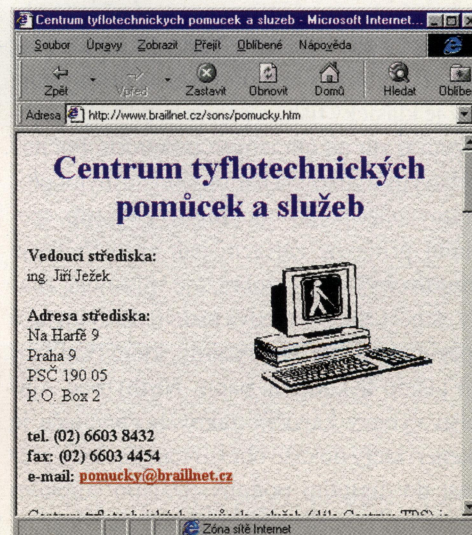 Centrum tyflotechnickych pomucek a sluzeb - Microsoft Internet...
Soubor Úpravy Zobrazit Přejít Oblíbené Nápověda
Zpět Vpřed Zastavit Obnovit Domů Hledat Oblíbe
Adresa http://www.braillnet.cz/sons/pomucky.htm
Centrum tyflotechnických
pomůcek a služeb
Vedoucí střediska:
ing. Jiří Ježek
Adresa střediska:
Na Harfě 9
Praha 9
PSČ 190 05
P.O. Box 2
tel. (02) 6603 8432
fax: (02) 6603 4454
e-mail: pomucky@braillnet.cz
Zóna sítě Internet